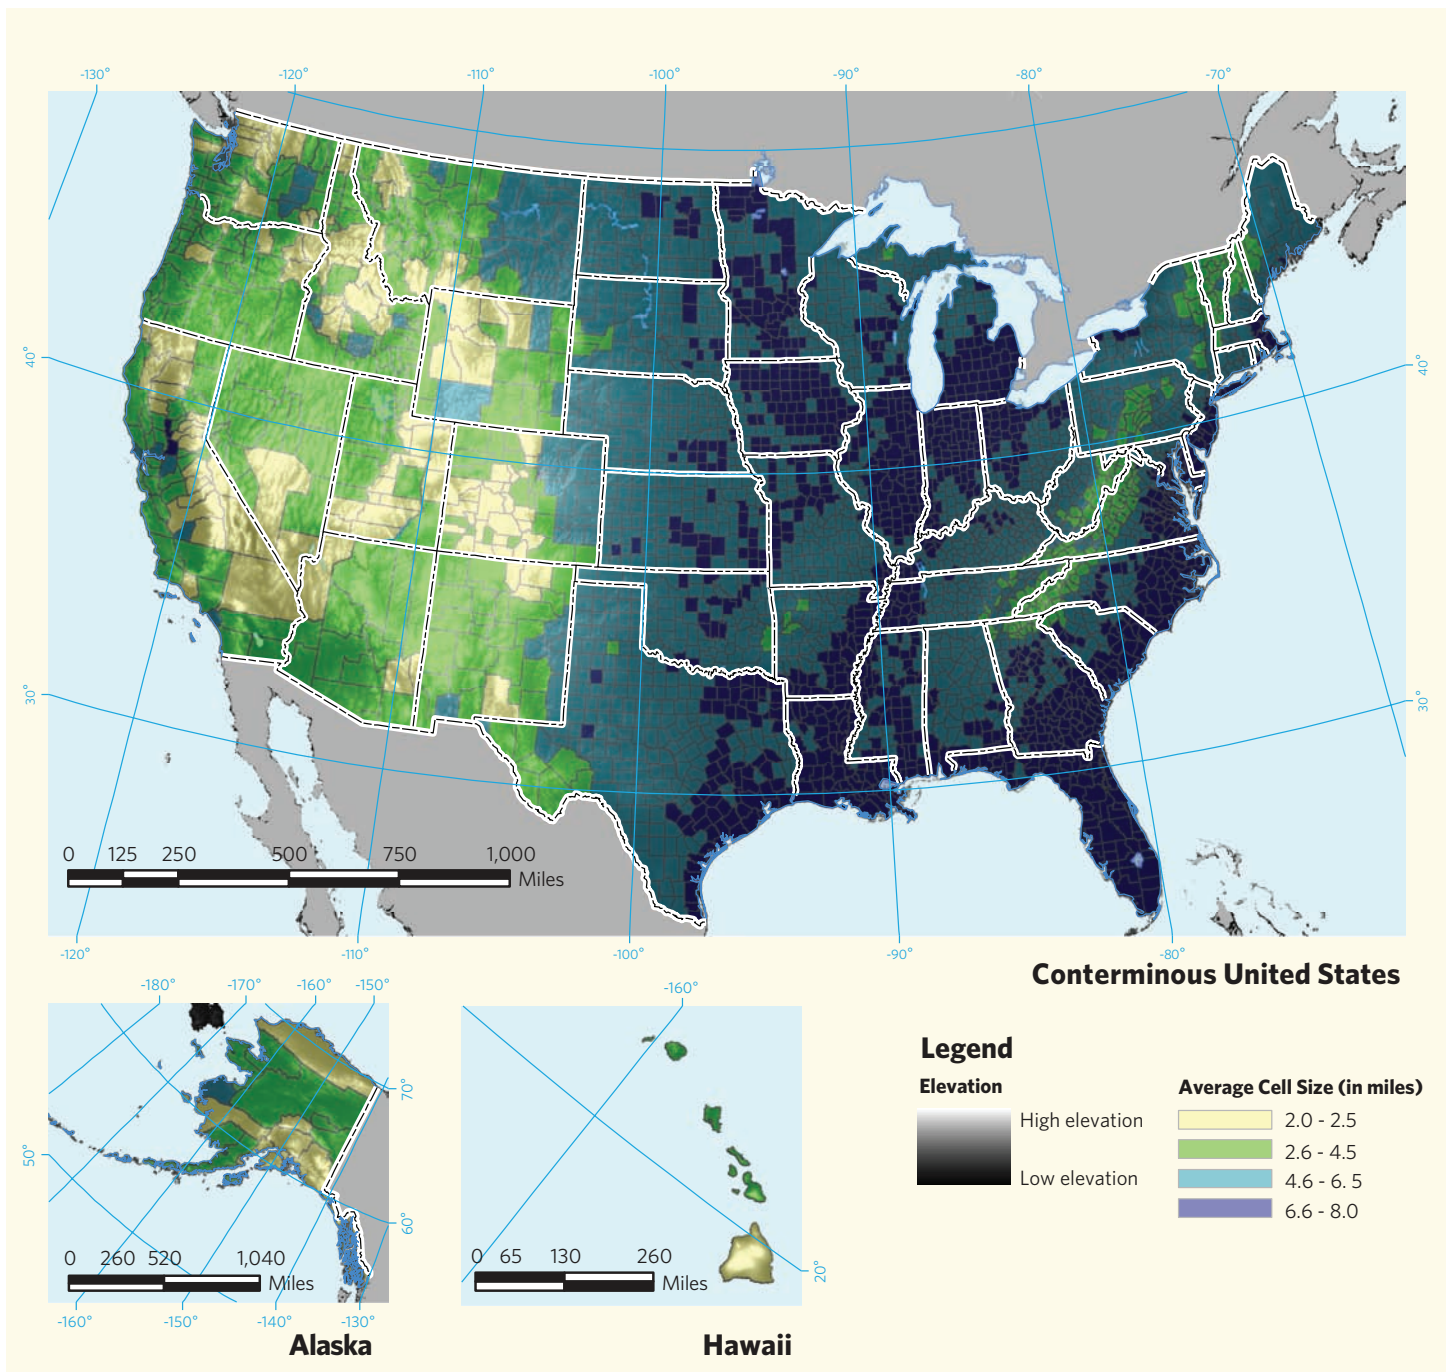 -130°
-120°
-110°
-100°
-90°
-80°
-70°
40°
40°
30°
30°
0 125 250 500 750 1,000
Miles
-120°
-110°
-100°
-90°
-80°
Conterminous United States
-180°
-170°
-160°
-150°
70°
50°
60°
0 260 520 1,040
Miles
-160°
-150°
-140°
-130°
Alaska
-160°
0 65 130 260
Miles
20°
Hawaii
Legend
Elevation
High elevation
Low elevation
Average Cell Size (in miles)
2.0 - 2.5
2.6 - 4.5
4.6 - 6. 5
6.6 - 8.0